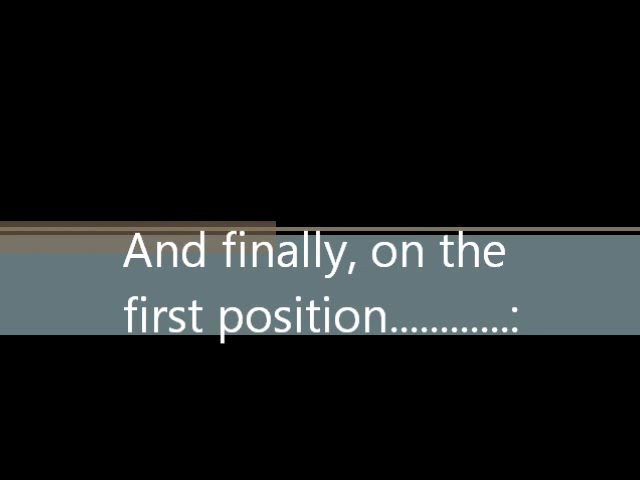 And finally, on the
first position............: